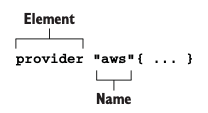 Element
provider "aws"{ ... }
Name